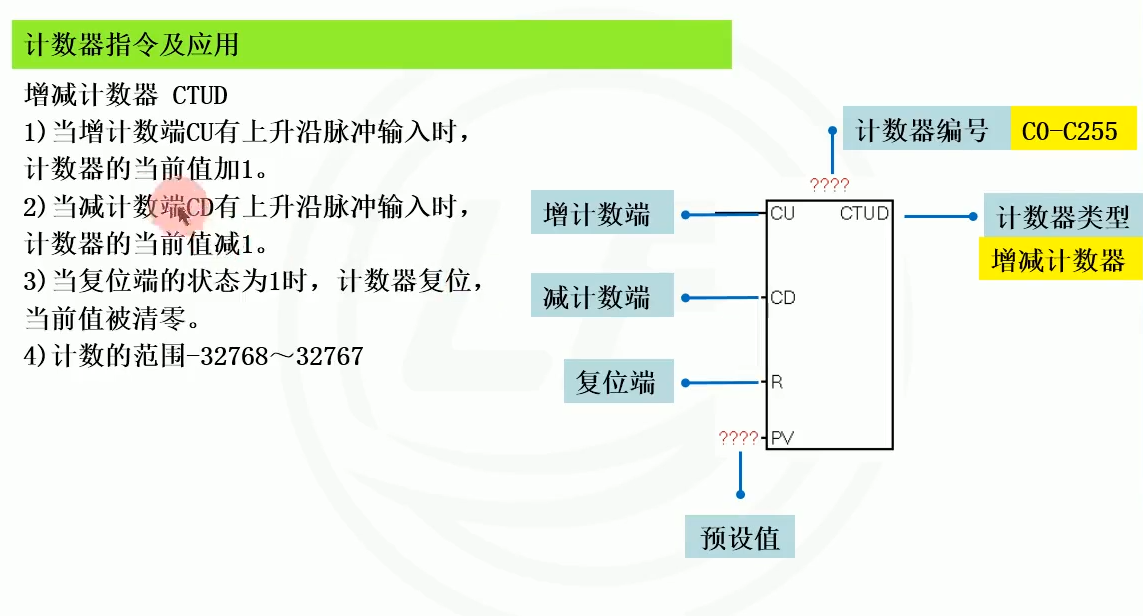 计数器指令及应用
增减计数器 CTUD
1)当增计数端CU有上升沿脉冲输入时，
计数器的当前值加1。
2)当减计数端CD有上升沿脉冲输入时，
计数器的当前值减1。
3)当复位端的状态为1时，计数器复位，
当前值被清零。
4)计数的范围-32768～32767
计数器编号 C0-C255
????
增计数端 CU CTUD 计数器类型
增减计数器
减计数端 CD
复位端 R
???? PV
预设值